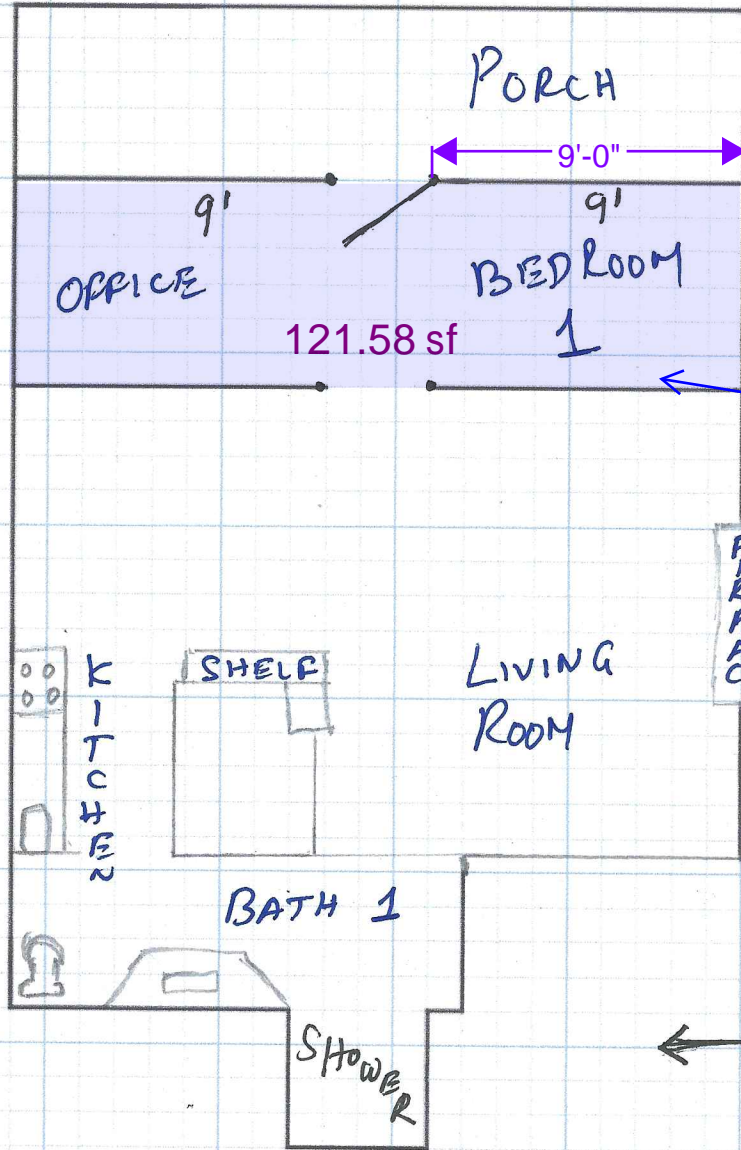 PORCH
9'-0"
9'
9'
OFFICE
BEDROOM
1
121.58 sf
SHELF
KITCHEN
LIVING
ROOM
BATH 1
SHOWER